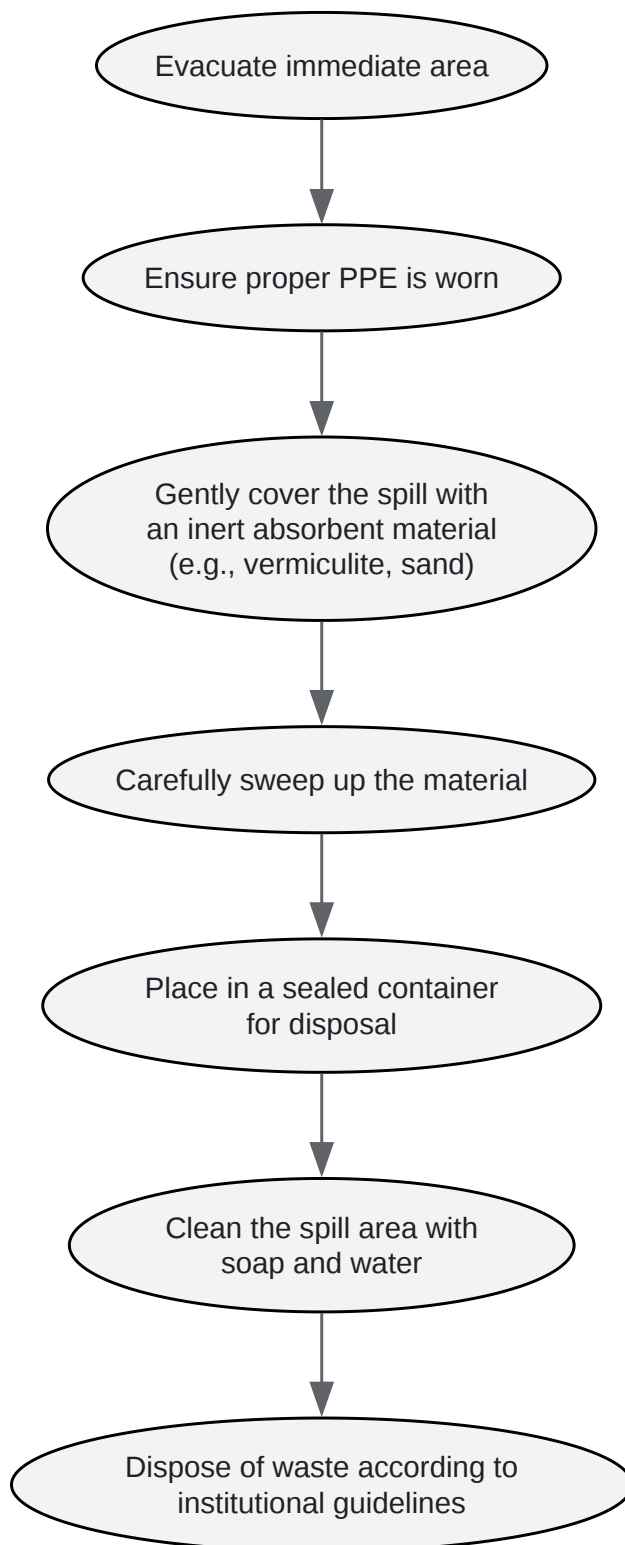 Evacuate immediate area
Ensure proper PPE is worn
Gently cover the spill with
an inert absorbent material
(e.g., vermiculite, sand)
Carefully sweep up the material
Place in a sealed container
for disposal
Clean the spill area with
soap and water
Dispose of waste according to
institutional guidelines